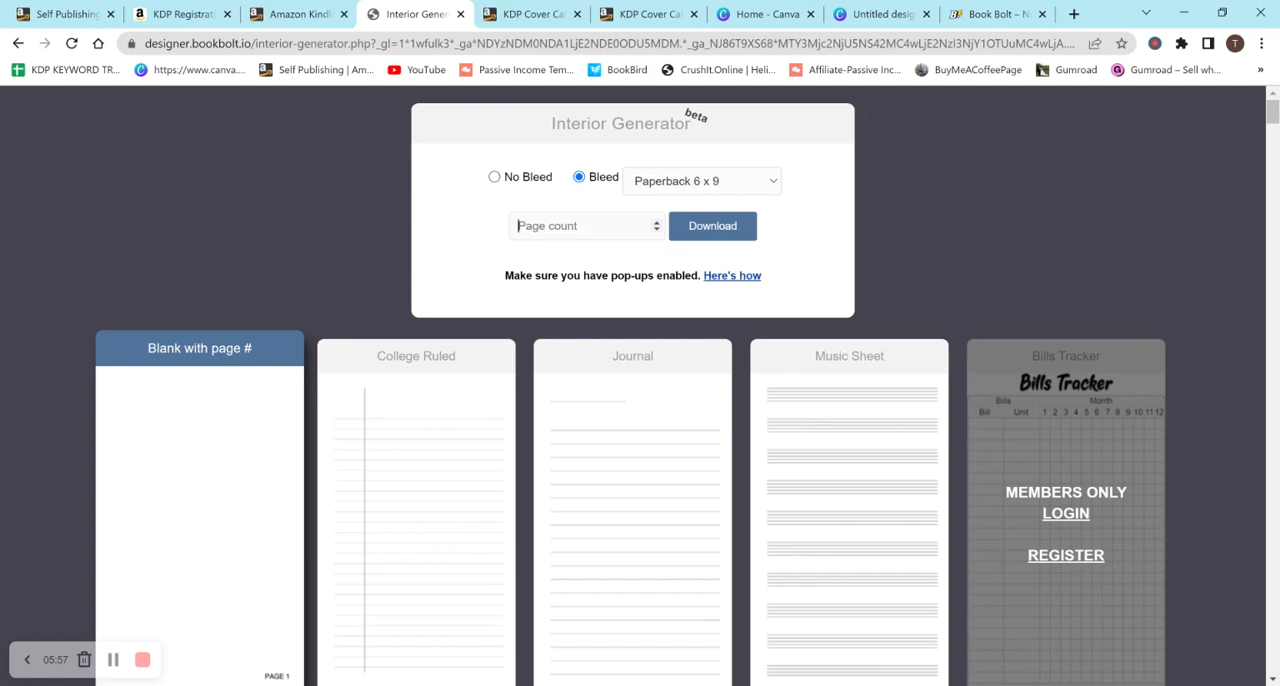 Self Publishing
KDP Registrati
Amazon Kindl
Interior Gener
KDP Cover Cal
KDP Cover Cal
Home - Canva
Untitled desig
Book Bolt – N
designer.bookbolt.io/interior-generator.php?_gl=1*1wfulk3*_ga*NDYzNDM0NDA1LjE2NDE0ODU5MDM.*_ga_NJ86T9XS68*MTY3Mjc2NjU5NS42MC4wLjE2NzI3NjY1OTUuMC4wLjA....
KDP KEYWORD TR...
https://www.canva....
Self Publishing | Am...
YouTube
Passive Income Tem...
BookBird
CrushIt.Online | Heli...
Affiliate-Passive Inc...
BuyMeACoffeePage
Gumroad
Gumroad – Sell wh...
»
T
Interior Generator beta
No Bleed
Bleed
Paperback 6 x 9
Page count
Download
Make sure you have pop-ups enabled. Here's how
Blank with page #
College Ruled
Journal
Music Sheet
Bills Tracker
Bills Tracker
Bills
Month
Bill
Unit
1 2 3 4 5 6 7 8 9 10 11 12
MEMBERS ONLY
LOGIN
REGISTER
PAGE 1
05:57